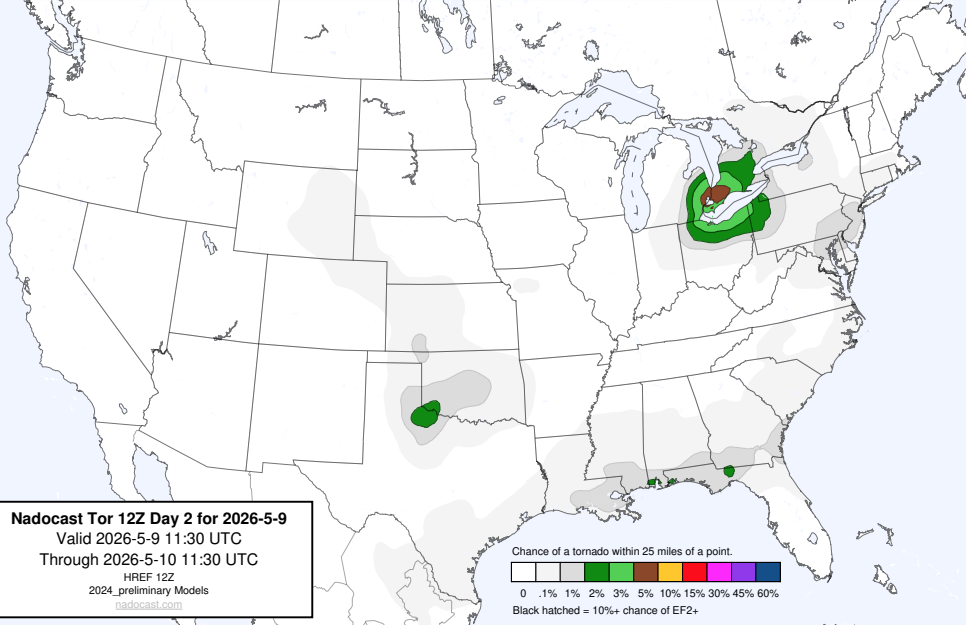 Nadocast Tor 12Z Day 2 for 2026-5-9
Valid 2026-5-9 11:30 UTC
Through 2026-5-10 11:30 UTC
HREF 12Z
2024_preliminary Models
nadocast.com
Chance of a tornado within 25 miles of a point.
0 .1% 1% 2% 3% 5% 10% 15% 30% 45% 60%
Black hatched = 10%+ chance of EF2+